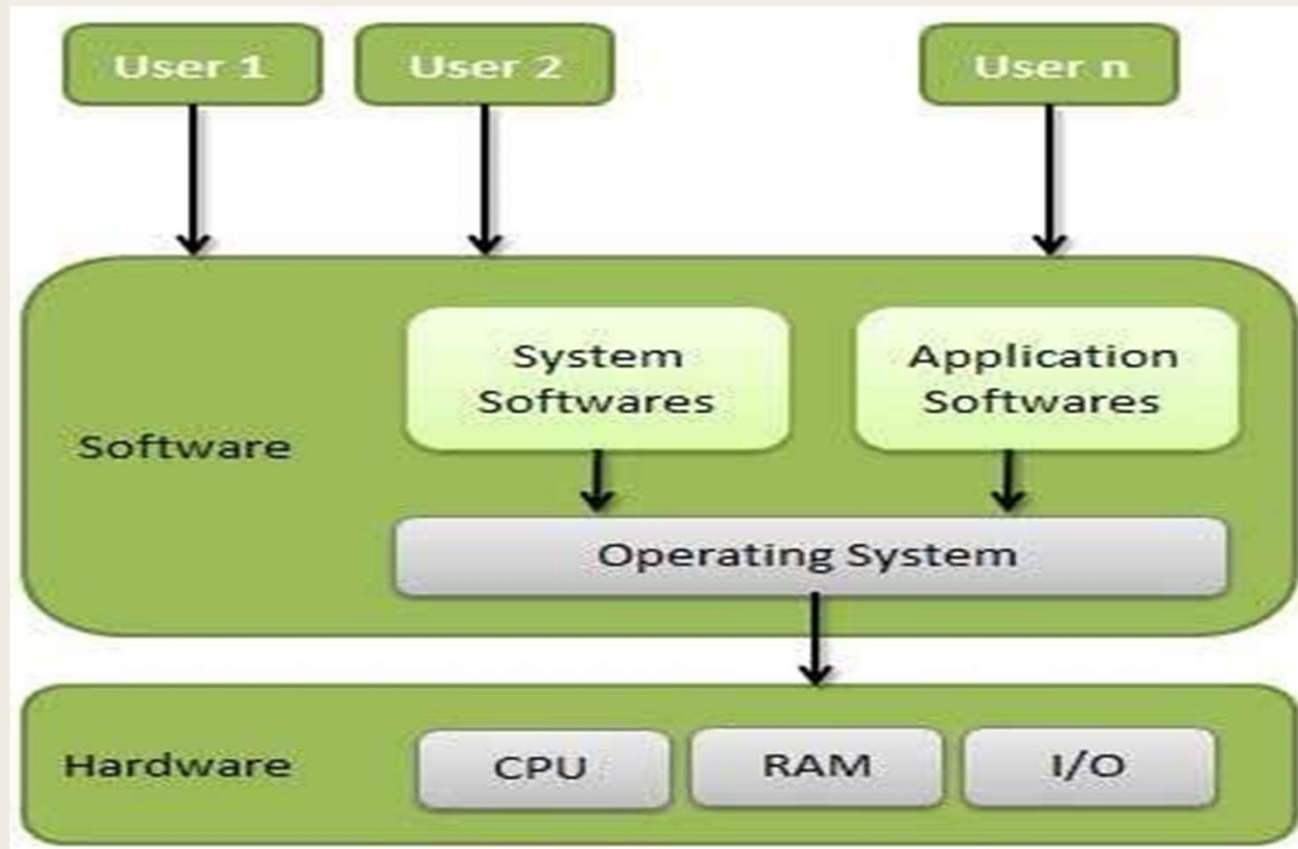 User 1
User 2
User n
System
Softwares
Application
Softwares
Software
Operating System
Hardware
CPU
RAM
I/O